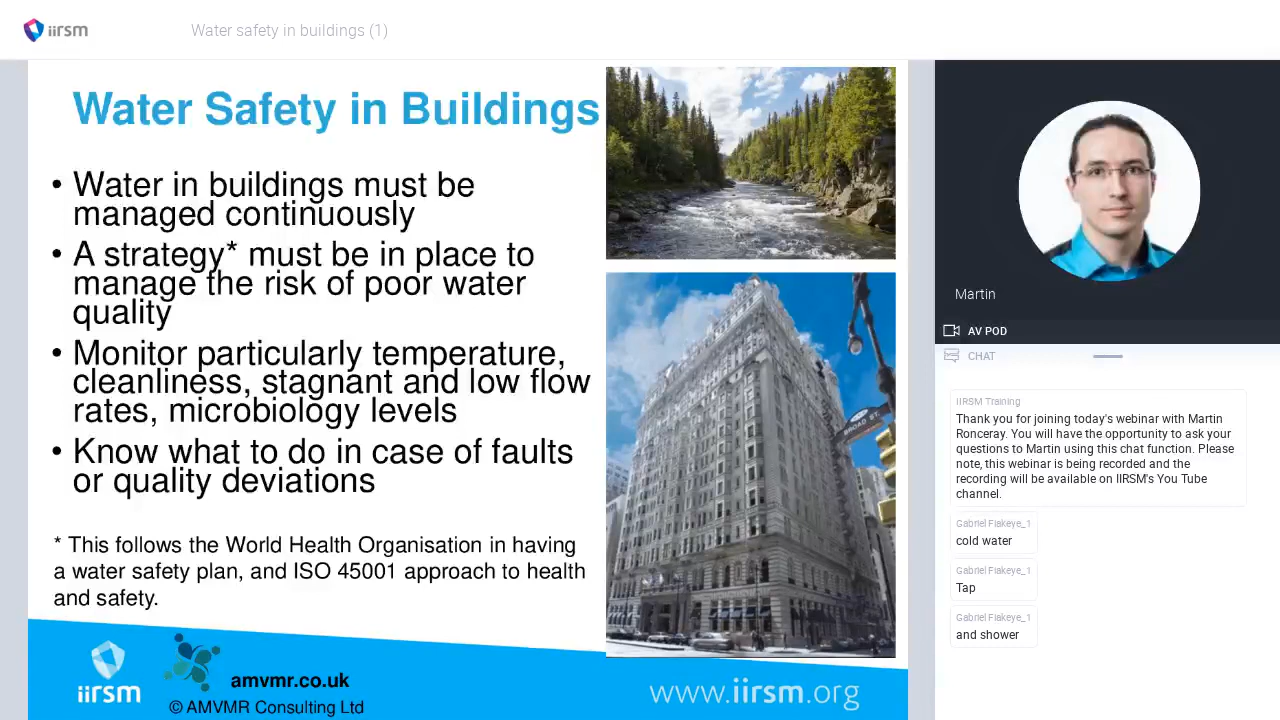 iirsm
Water safety in buildings (1)
Water Safety in Buildings
• Water in buildings must be
managed continuously
• A strategy* must be in place to
manage the risk of poor water
quality
• Monitor particularly temperature,
cleanliness, stagnant and low flow
rates, microbiology levels
• Know what to do in case of faults
or quality deviations
* This follows the World Health Organisation in having
a water safety plan, and ISO 45001 approach to health
and safety.
BROAD ST.
iirsm
amvmr.co.uk
© AMVMR Consulting Ltd
www.iirsm.org
Martin
AV POD
CHAT
IIRSM Training
Thank you for joining today's webinar with Martin
Ronceray. You will have the opportunity to ask your
questions to Martin using this chat function. Please
note, this webinar is being recorded and the
recording will be available on IIRSM's You Tube
channel.
Gabriel Fiakeye_1
cold water
Gabriel Fiakeye_1
Tap
Gabriel Fiakeye_1
and shower